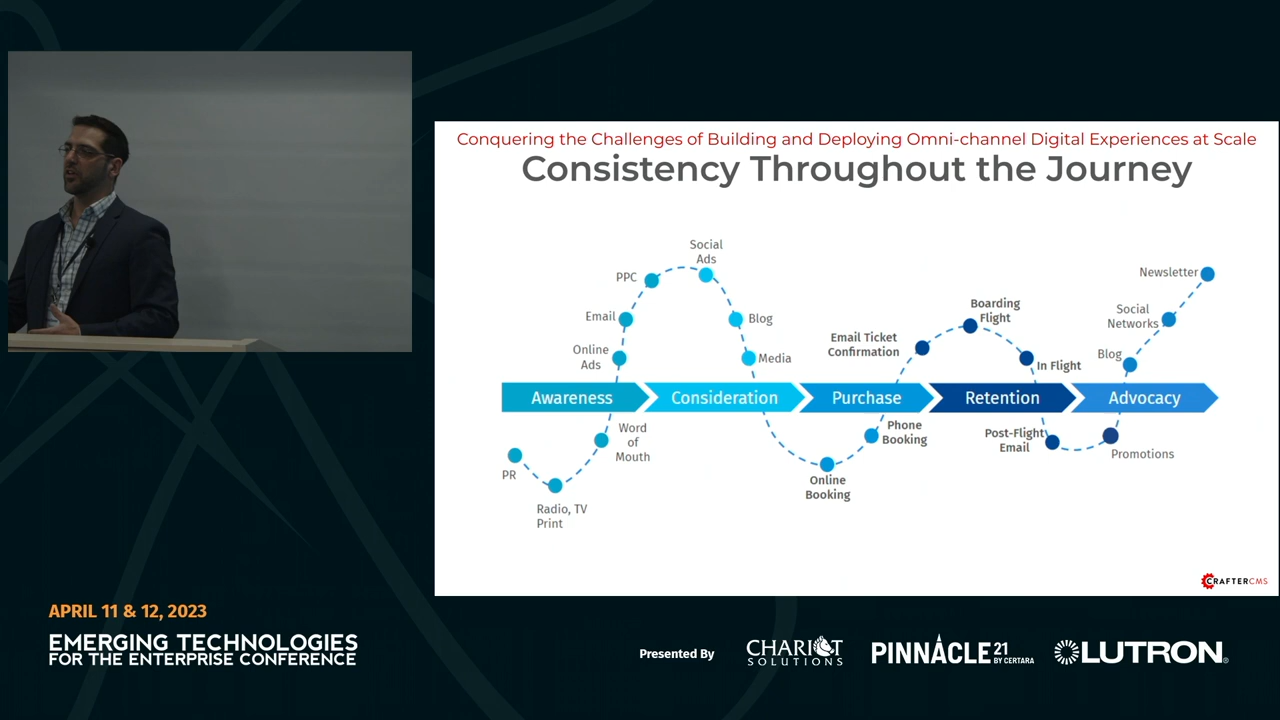 Conquering the Challenges of Building and Deploying Omni-channel Digital Experiences at Scale
Consistency Throughout the Journey
Social
Ads
PPC
Email
Blog
Online
Ads
Media
Awareness
Consideration
Purchase
Retention
Advocacy
Email Ticket
Confirmation
Boarding
Flight
In Flight
Newsletter
Social
Networks
Blog
Word
of
Mouth
PR
Radio, TV
Print
Phone
Booking
Online
Booking
Post-Flight
Email
Promotions
CRAFTERCMS
APRIL 11 & 12, 2023
EMERGING TECHNOLOGIES
FOR THE ENTERPRISE CONFERENCE
Presented By
CHARIOT
SOLUTIONS
PINNACLE 21
BY CERTARA
LUTRON®